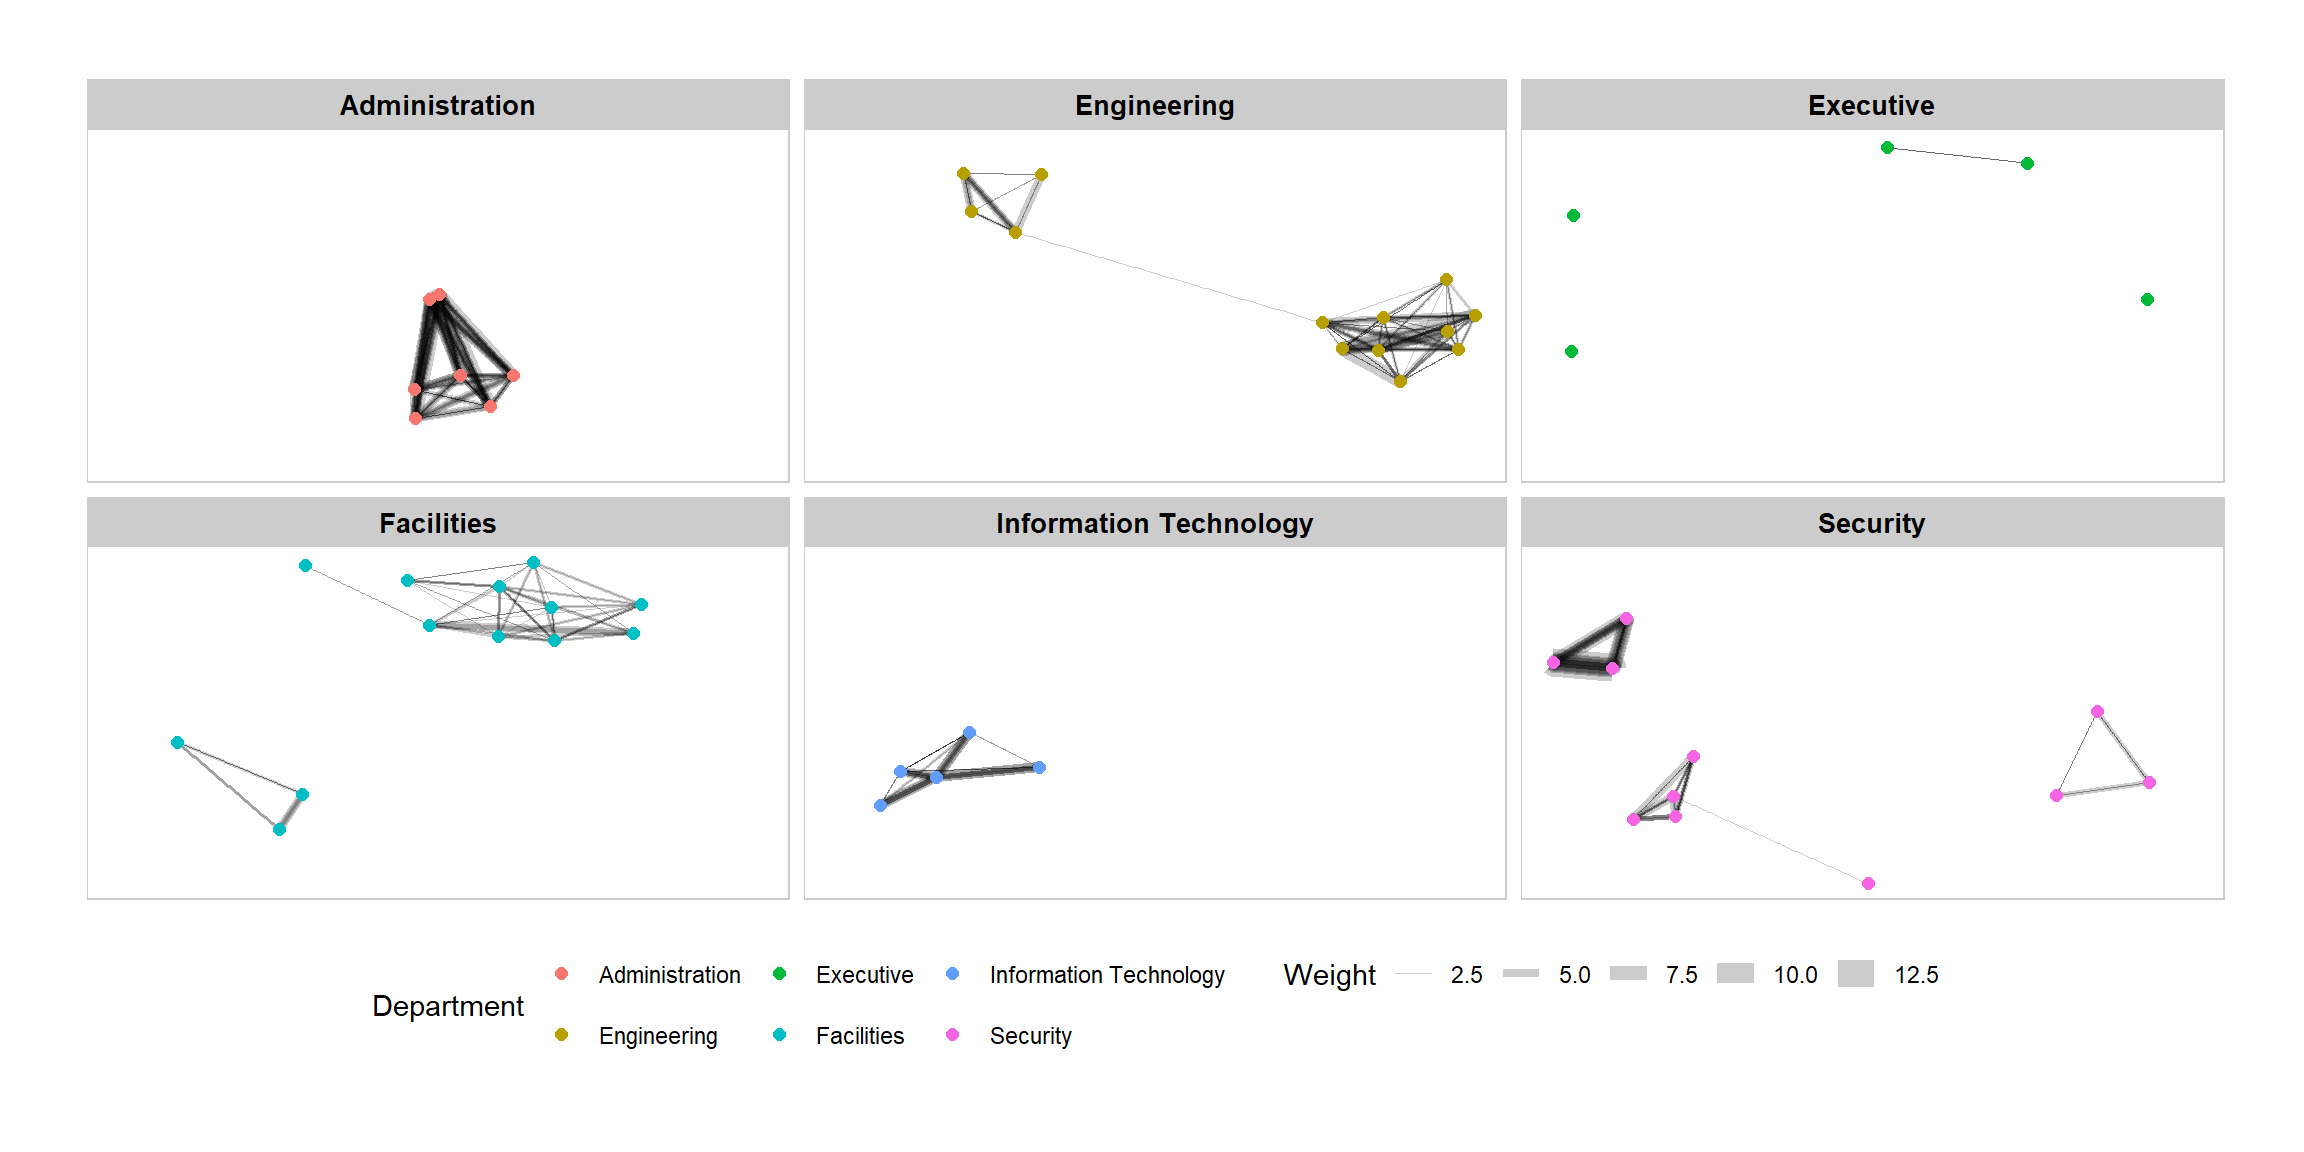 Administration
Engineering
Executive
Facilities
Information Technology
Security
Department
Administration
Executive
Information Technology
Engineering
Facilities
Security
Weight
2.5
5.0
7.5
10.0
12.5